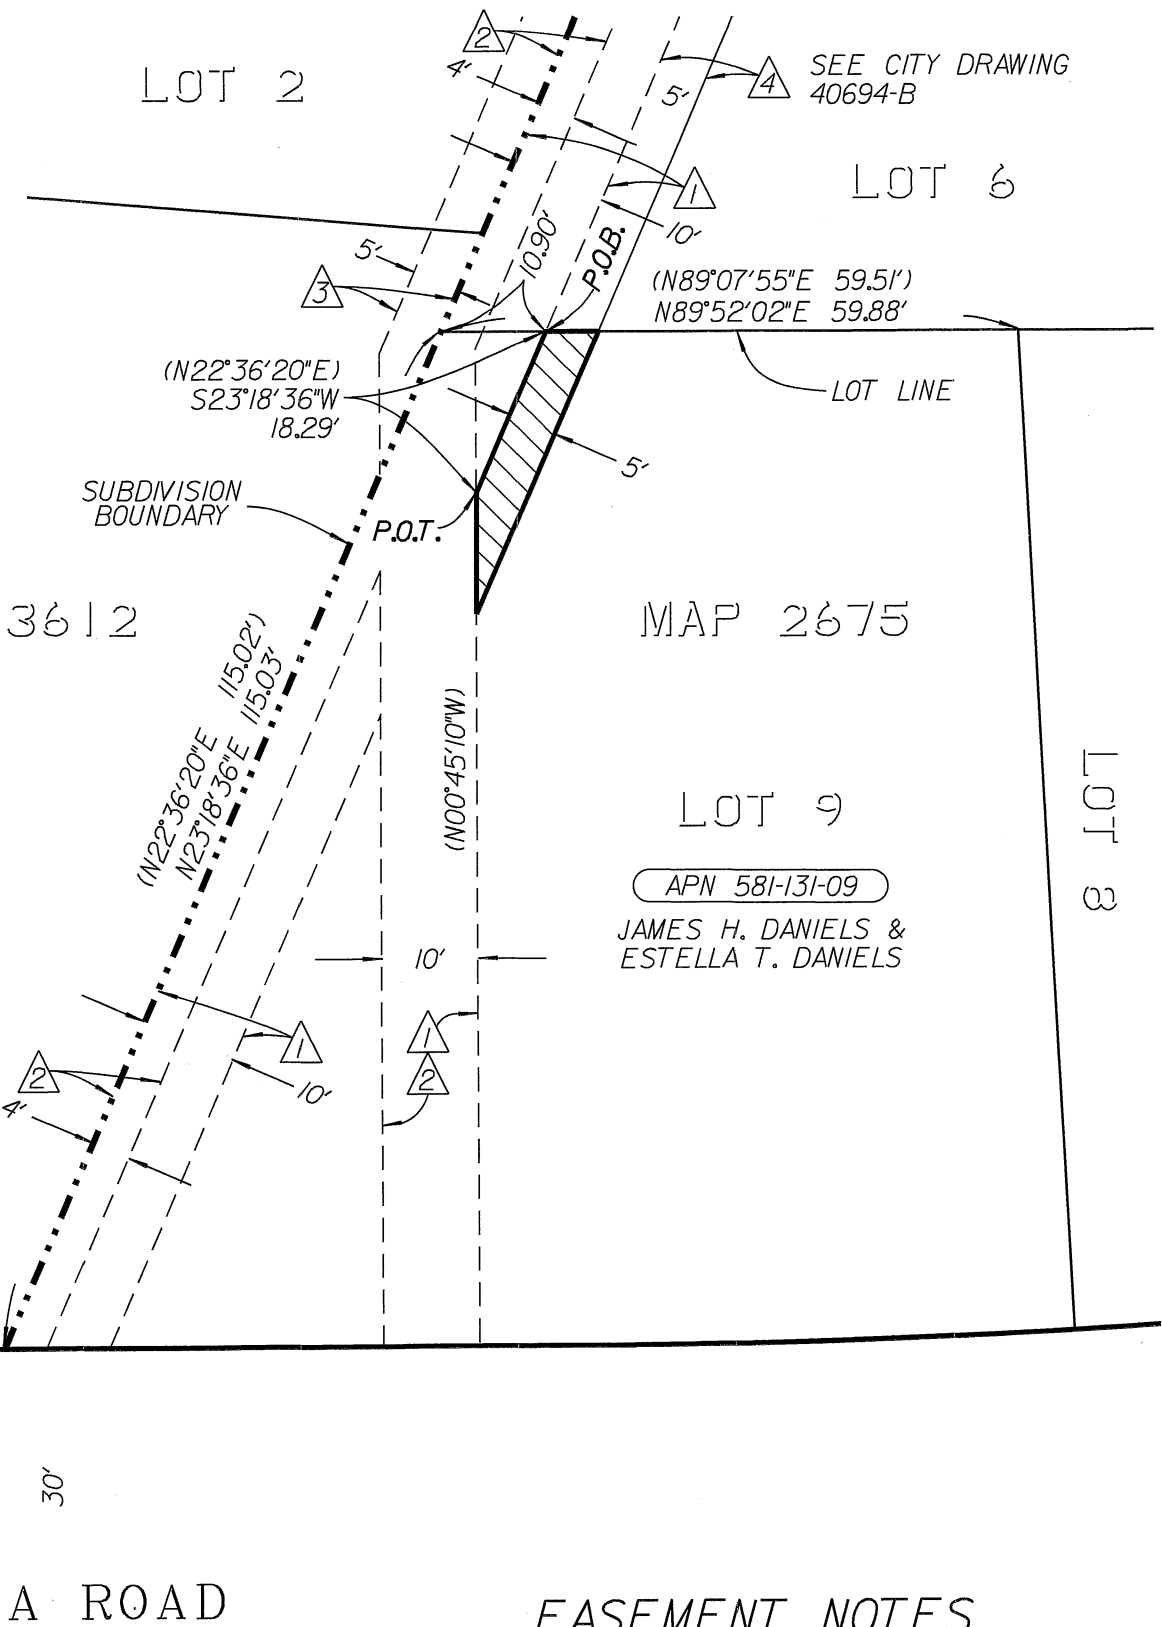 2
4'
LOT 2
SEE CITY DRAWING
40694-B
4
5'
LOT 6
1
10'
5'
3
10.90'
P.O.B.
(N89°07'55"E 59.51')
N89°52'02"E 59.88'
(N22°36'20"E)
S23°18'36"W
18.29'
LOT LINE
5'
SUBDIVISION
BOUNDARY
P.O.T.
3612
MAP 2675
(N22°36'20"E 115.02')
N23°18'36"E 115.03'
(N00°45'10"W)
LOT 9
LOT 8
APN 581-131-09
JAMES H. DANIELS &
ESTELLA T. DANIELS
10'
1
1
2
2
10'
4'
30'
A ROAD
EASEMENT NOTES